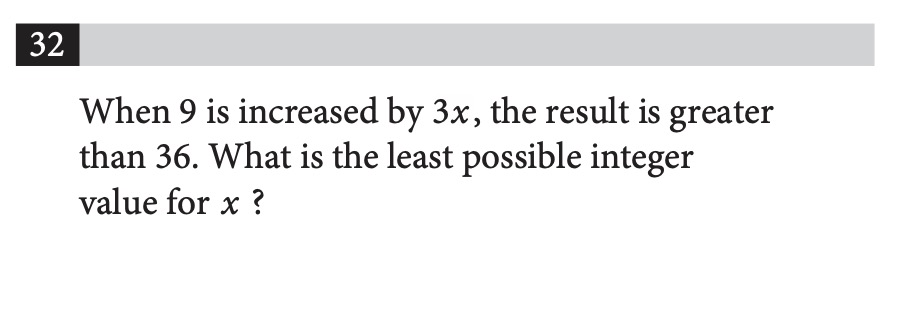 32
When 9 is increased by 3x, the result is greater
than 36. What is the least possible integer
value for x ?